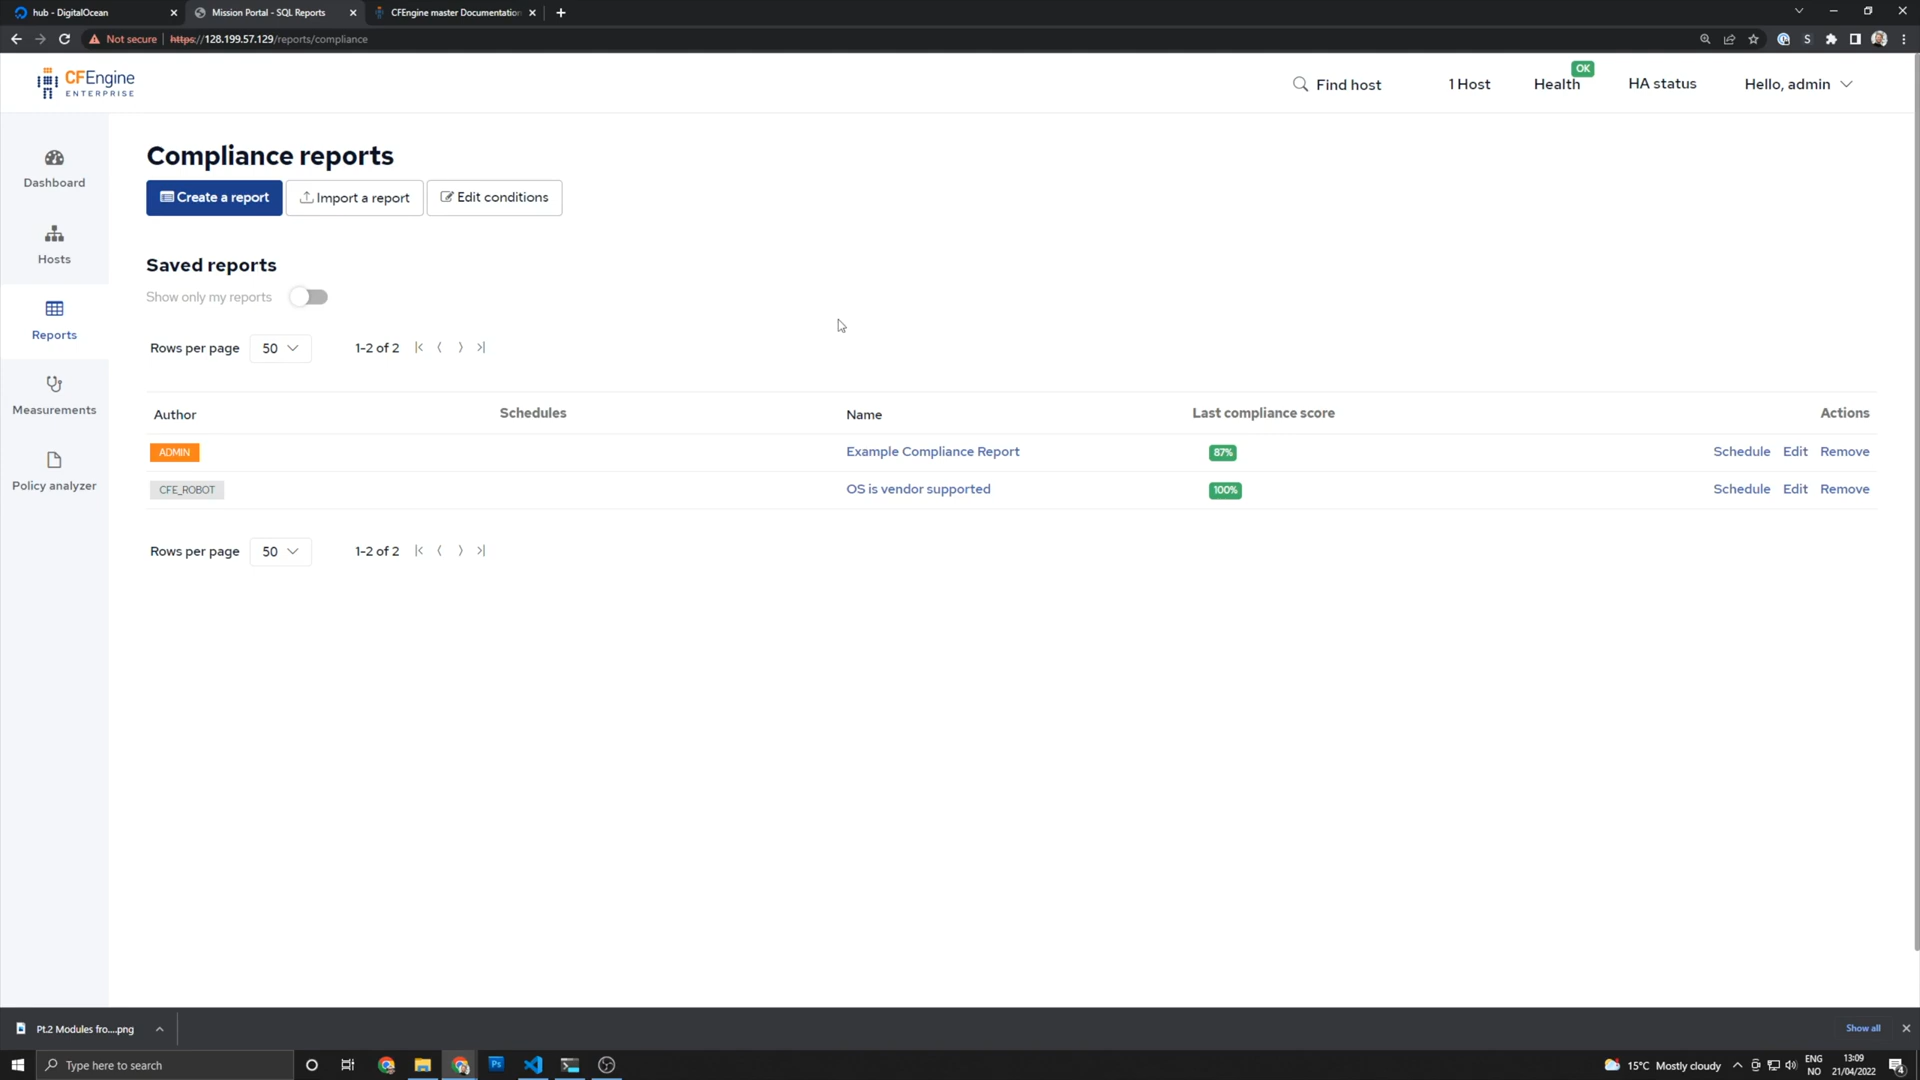 hub - DigitalOcean
Mission Portal - SQL Reports
CFEngine master Documentation
Not secure
https://128.199.57.129/reports/compliance
CFEngine
ENTERPRISE
Find host
1 Host
Health
OK
HA status
Hello, admin
Dashboard
Hosts
Reports
Measurements
Policy analyzer
Compliance reports
Create a report
Import a report
Edit conditions
Saved reports
Show only my reports
Rows per page 50 1-2 of 2
Author Schedules Name Last compliance score Actions
ADMIN Example Compliance Report 87% Schedule Edit Remove
CFE_ROBOT OS is vendor supported 100% Schedule Edit Remove
Rows per page 50 1-2 of 2
Pt.2 Modules fro....png
Show all
Type here to search
Ps
15°C Mostly cloudy
ENG
NO
13:09
21/04/2022
4